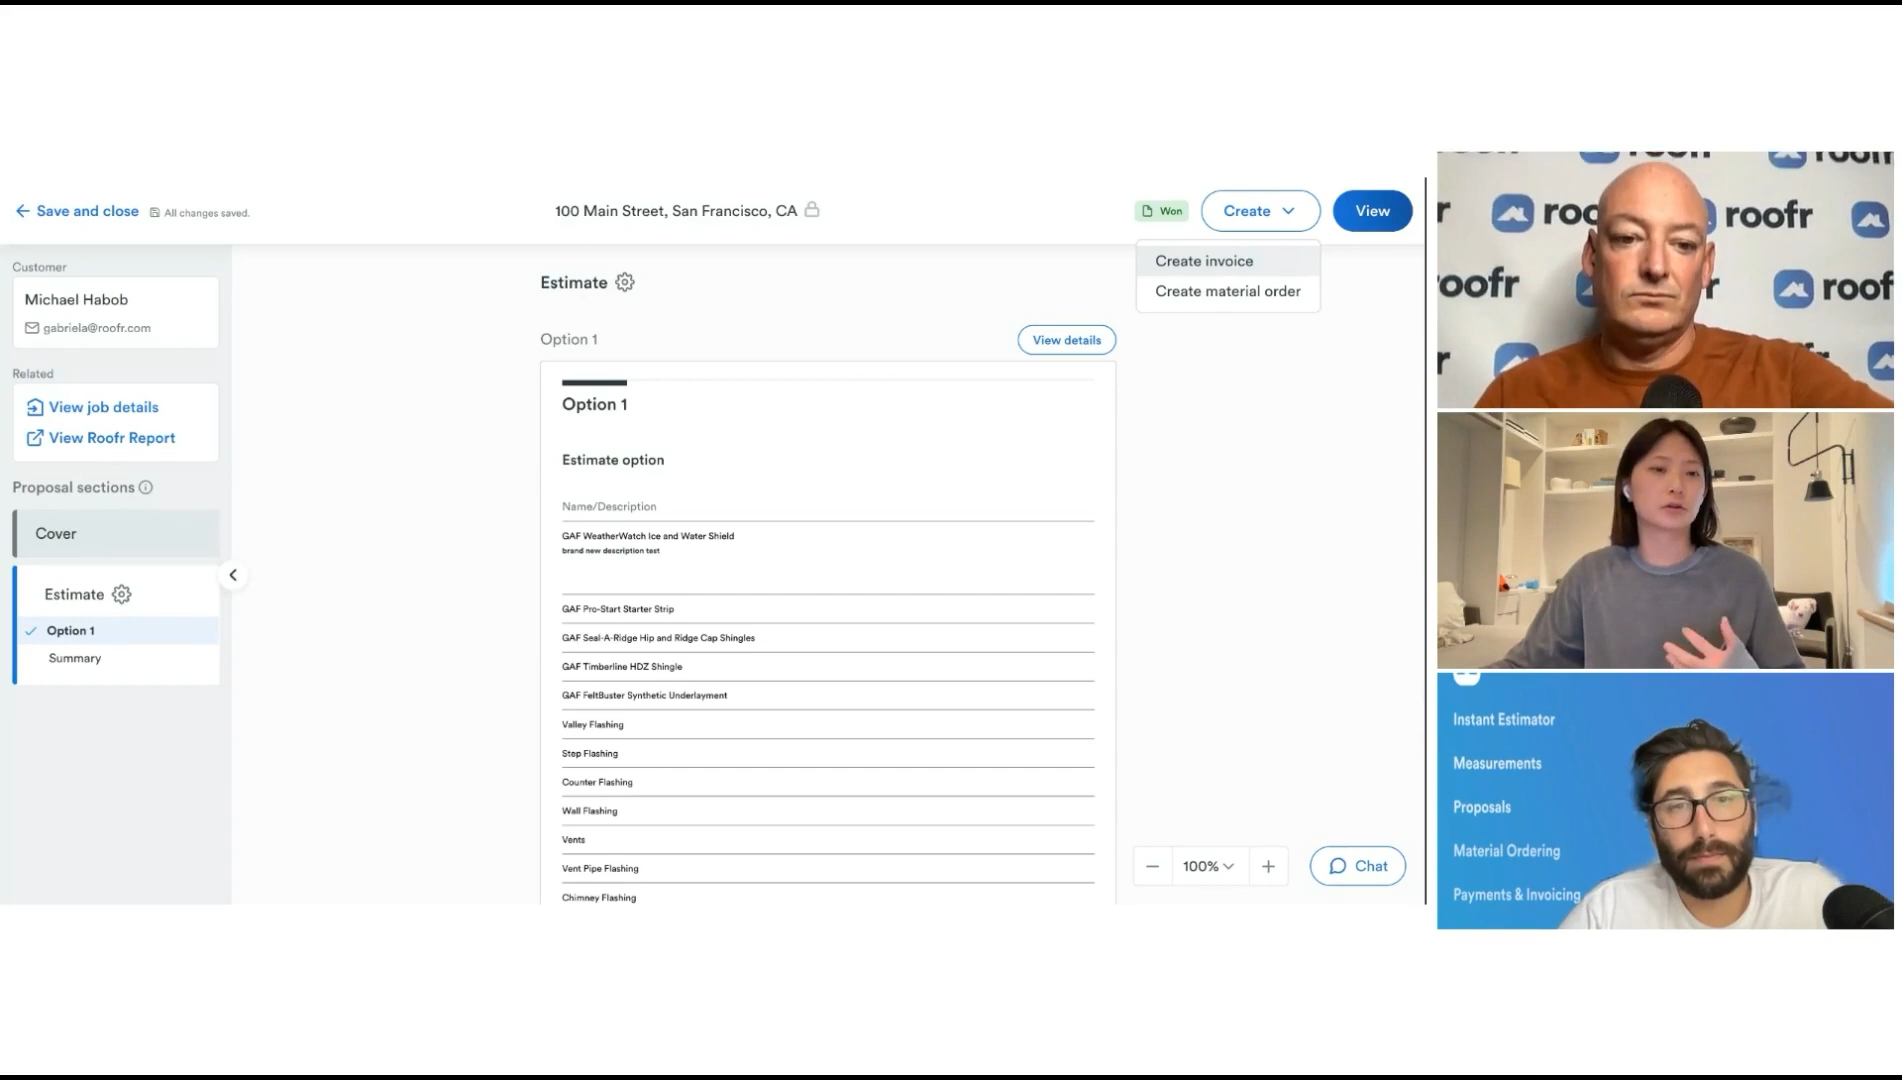 Save and close
All changes saved.
100 Main Street, San Francisco, CA
Won
Create
View
Create invoice
Create material order
Customer
Michael Habob
gabriela@roofr.com
Related
View job details
View Roofr Report
Proposal sections
Cover
Estimate
Option 1
Summary
Estimate
Option 1
View details
Option 1
Estimate option
Name/Description
GAF WeatherWatch Ice and Water Shield
brand new description test
GAF Pro-Start Starter Strip
GAF Seal-A-Ridge Hip and Ridge Cap Shingles
GAF Timberline HDZ Shingle
GAF FeltBuster Synthetic Underlayment
Valley Flashing
Step Flashing
Counter Flashing
Wall Flashing
Vents
Vent Pipe Flashing
Chimney Flashing
100%
Chat
roofr
Instant Estimator
Measurements
Proposals
Material Ordering
Payments & Invoicing